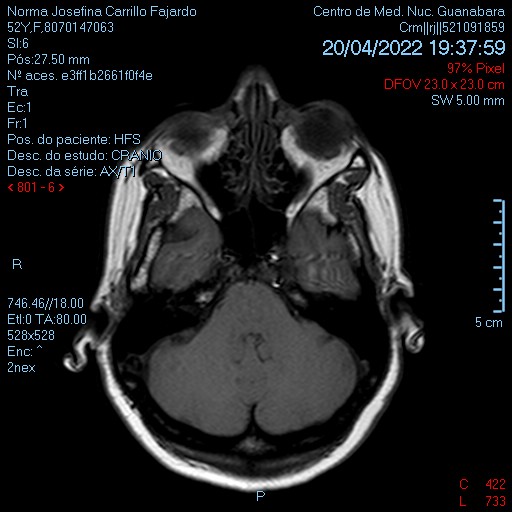 Norma Josefina Carrillo Fajardo
52Y,F,8070147063
Sl:6
Pós:27.50 mm
Nº aces. e3ff1b2661f0f4e
Tra
Ec:1
Fr:1
Pos. do paciente: HFS
Desc. do estudo: CRANIO
Desc. da série: AX/T1
< 801 - 6 >
Centro de Med. Nuc. Guanabara
Crm||rj||521091859
20/04/2022 19:37:59
97% Pixel
DFOV 23.0 x 23.0 cm
SW 5.00 mm
R
5 cm
746.46//18.00
Etl:0 TA:80.00
528x528
Enc: ^
2nex
P
C 422
L 733